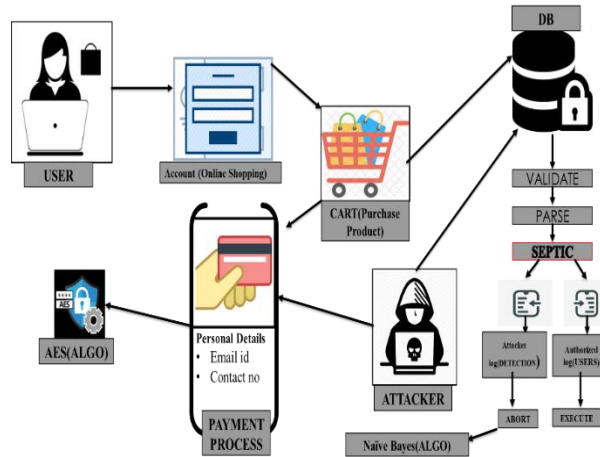 DB
USER
Account (Online Shopping)
CART(Purchase
Product)
VALIDATE
PARSE
SEPTIC
AES
AES(ALGO)
Personal Details
• Email id
• Contact no
PAYMENT
PROCESS
ATTACKER
Attacker
log(DETECTION)
Authorized
log(USERS)
ABORT
EXECUTE
Naïve Bayes(ALGO)